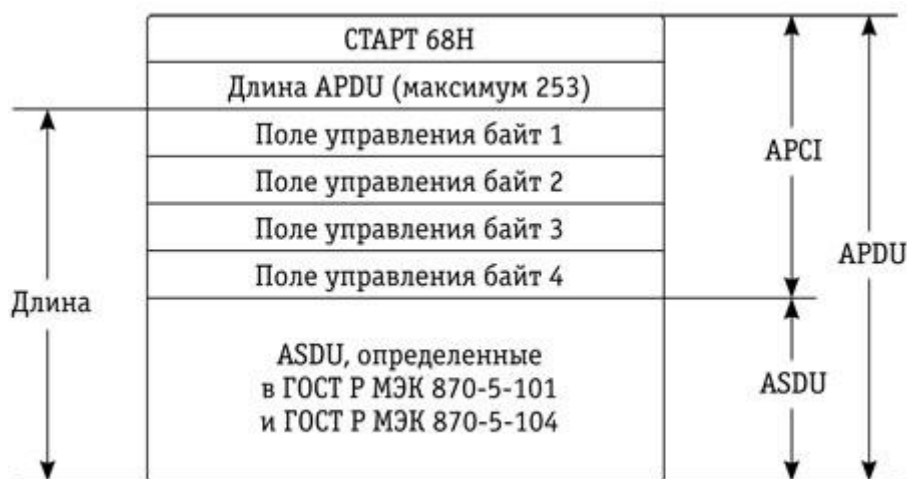 СТАРТ 68H
Длина APDU (максимум 253)
Поле управления байт 1
Поле управления байт 2
Поле управления байт 3
Поле управления байт 4
ASDU, определенные
в ГОСТ Р МЭК 870-5-101
и ГОСТ Р МЭК 870-5-104
Длина
APCI
ASDU
APDU